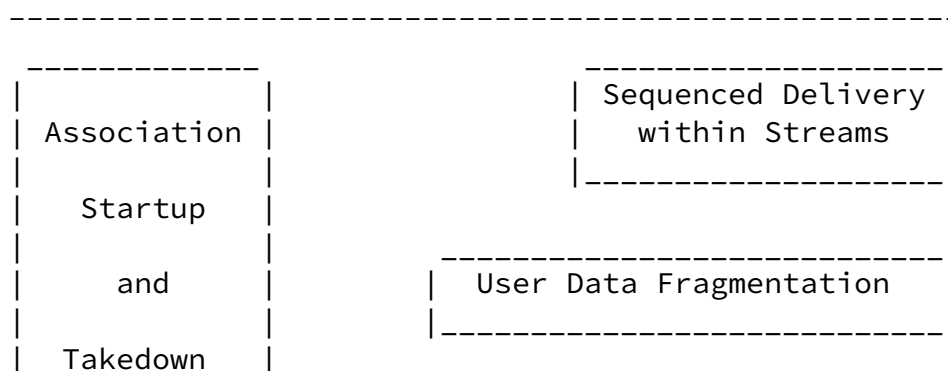 Sequenced Delivery
Association within Streams
Startup
and User Data Fragmentation
Takedown